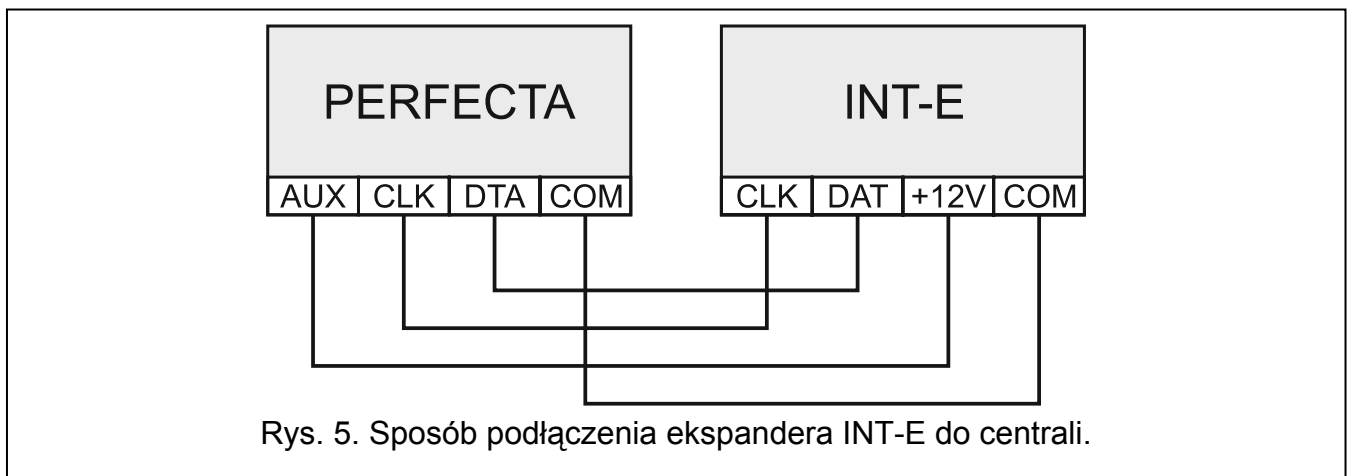 PERFECTA INT-E
AUX CLK DTA COM CLK DAT +12V COM
Rys. 5. Sposób podłączenia ekspandera INT-E do centrali.